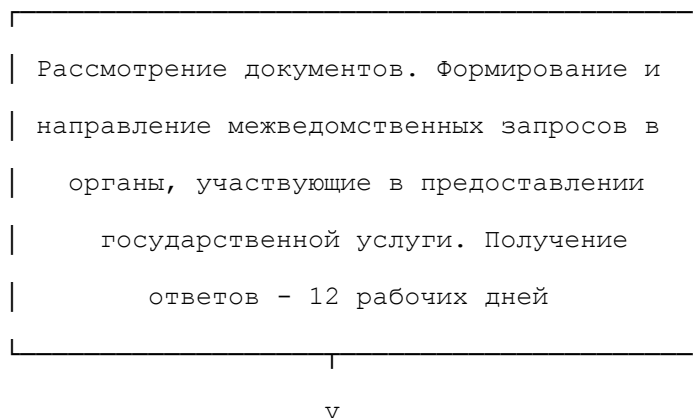 Рассмотрение документов. Формирование и
направление межведомственных запросов в
органы, участвующие в предоставлении
государственной услуги. Получение
ответов - 12 рабочих дней
V